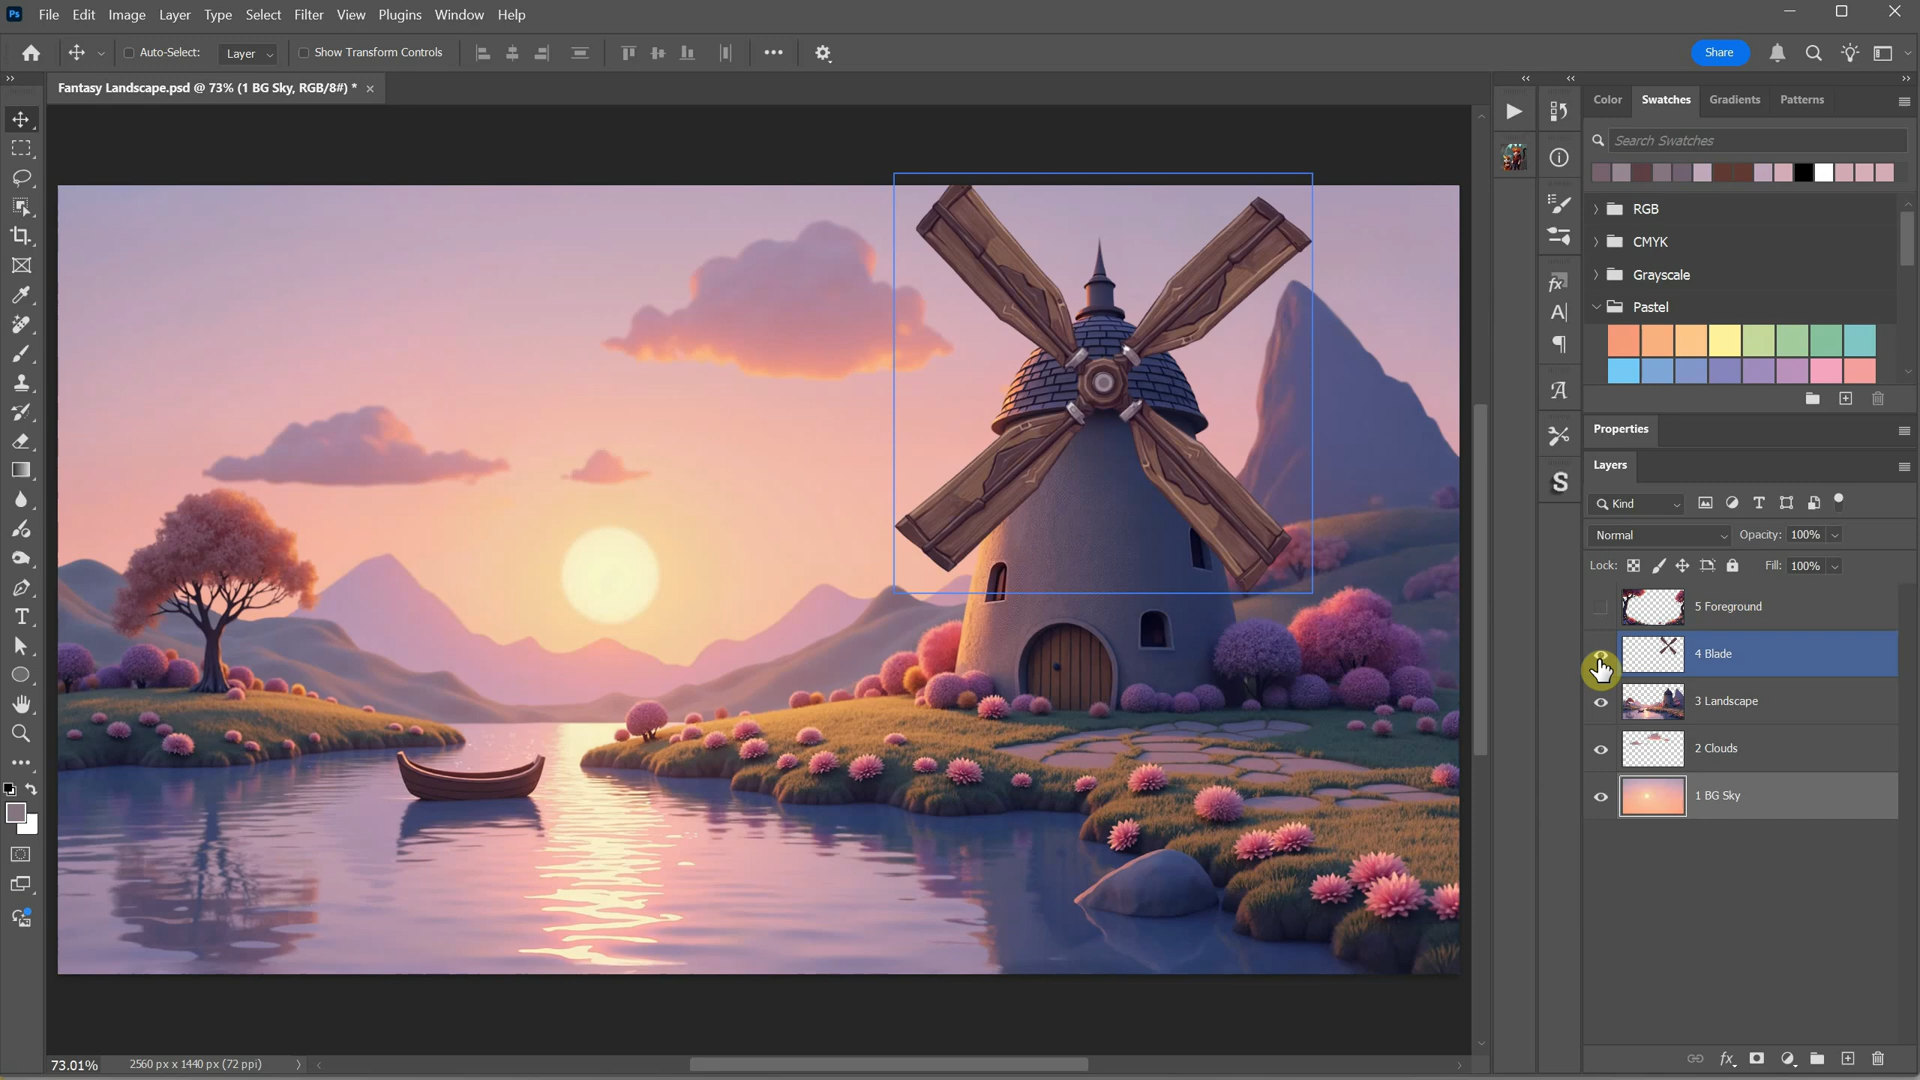 Ps File Edit Image Layer Type Select Filter View Plugins Window Help
Auto-Select: Layer Show Transform Controls Share
Fantasy Landscape.psd @ 73% (1 BG Sky, RGB/8#) *
Color Swatches Gradients Patterns
Search Swatches
RGB
CMYK
Grayscale
Pastel
Properties
Layers
Kind
Normal Opacity: 100%
Lock: Fill: 100%
5 Foreground
4 Blade
3 Landscape
2 Clouds
1 BG Sky
73.01% 2560 px x 1440 px (72 ppi)